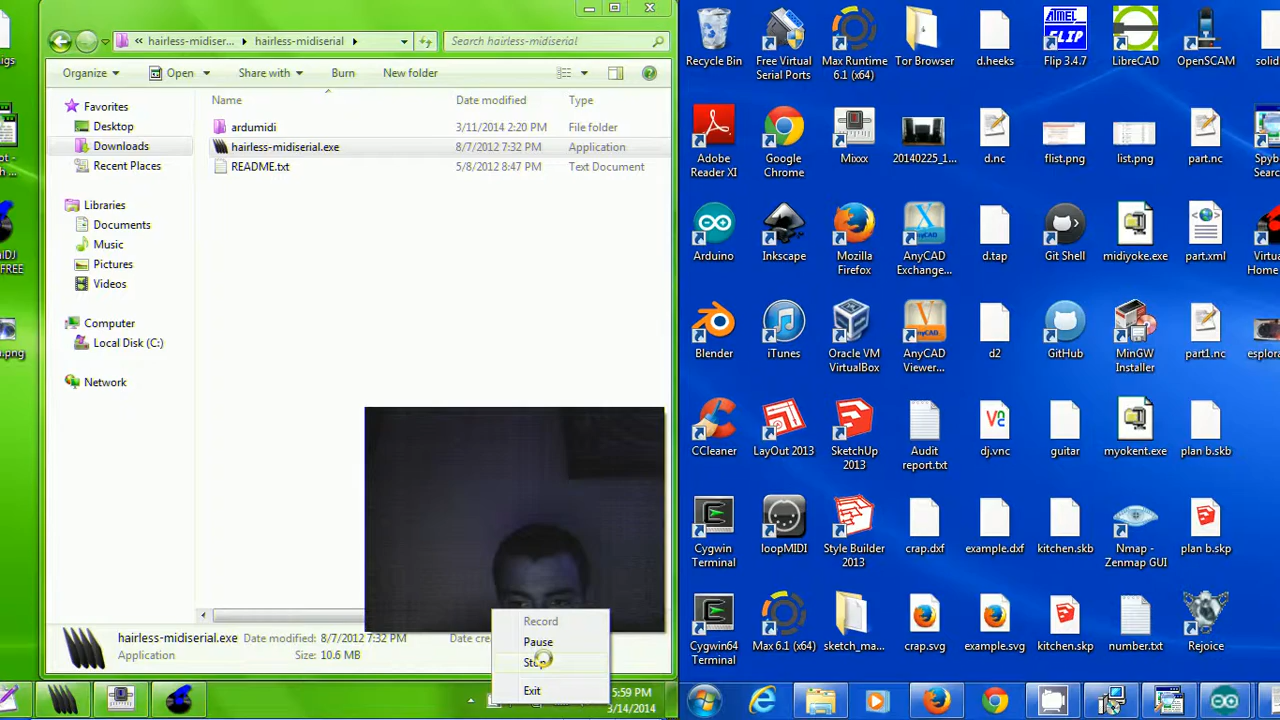 hairless-midiser... hairless-midiserial
Search hairless-midiserial
Organize Open Share with Burn New folder
Favorites
Desktop
Downloads
Recent Places
Libraries
Documents
Music
Pictures
Videos
Computer
Local Disk (C:)
Network
Name Date modified Type
ardumidi 3/11/2014 2:20 PM File folder
hairless-midiserial.exe 8/7/2012 7:32 PM Application
README.txt 5/8/2012 8:47 PM Text Document
hairless-midiserial.exe Date modified: 8/7/2012 7:32 PM
Application Size: 10.6 MB
Record
Pause
Exit
5:59 PM
3/14/2014
Recycle Bin
Free Virtual
Serial Ports
Max Runtime
6.1 (x64)
Tor Browser
d.heeks
ATMEL
FLIP
Flip 3.4.7
LibreCAD
OpenSCAM
Adobe
Reader XI
Google
Chrome
Mixxx
20140225_1...
d.nc
flist.png
list.png
part.nc
Arduino
Inkscape
Mozilla
Firefox
AnyCAD
Exchange...
d.tap
Git Shell
midiyoke.exe
part.xml
Blender
iTunes
Oracle VM
VirtualBox
AnyCAD
Viewer...
d2
GitHub
MinGW
Installer
part1.nc
CCleaner
LayOut 2013
SketchUp
2013
Audit
report.txt
dj.vnc
guitar
myokent.exe
plan b.skb
Cygwin
Terminal
loopMIDI
Style Builder
2013
crap.dxf
example.dxf
kitchen.skb
Nmap -
Zenmap GUI
plan b.skp
Cygwin64
Terminal
Max 6.1 (x64)
sketch_ma...
crap.svg
example.svg
kitchen.skp
number.txt
Rejoice